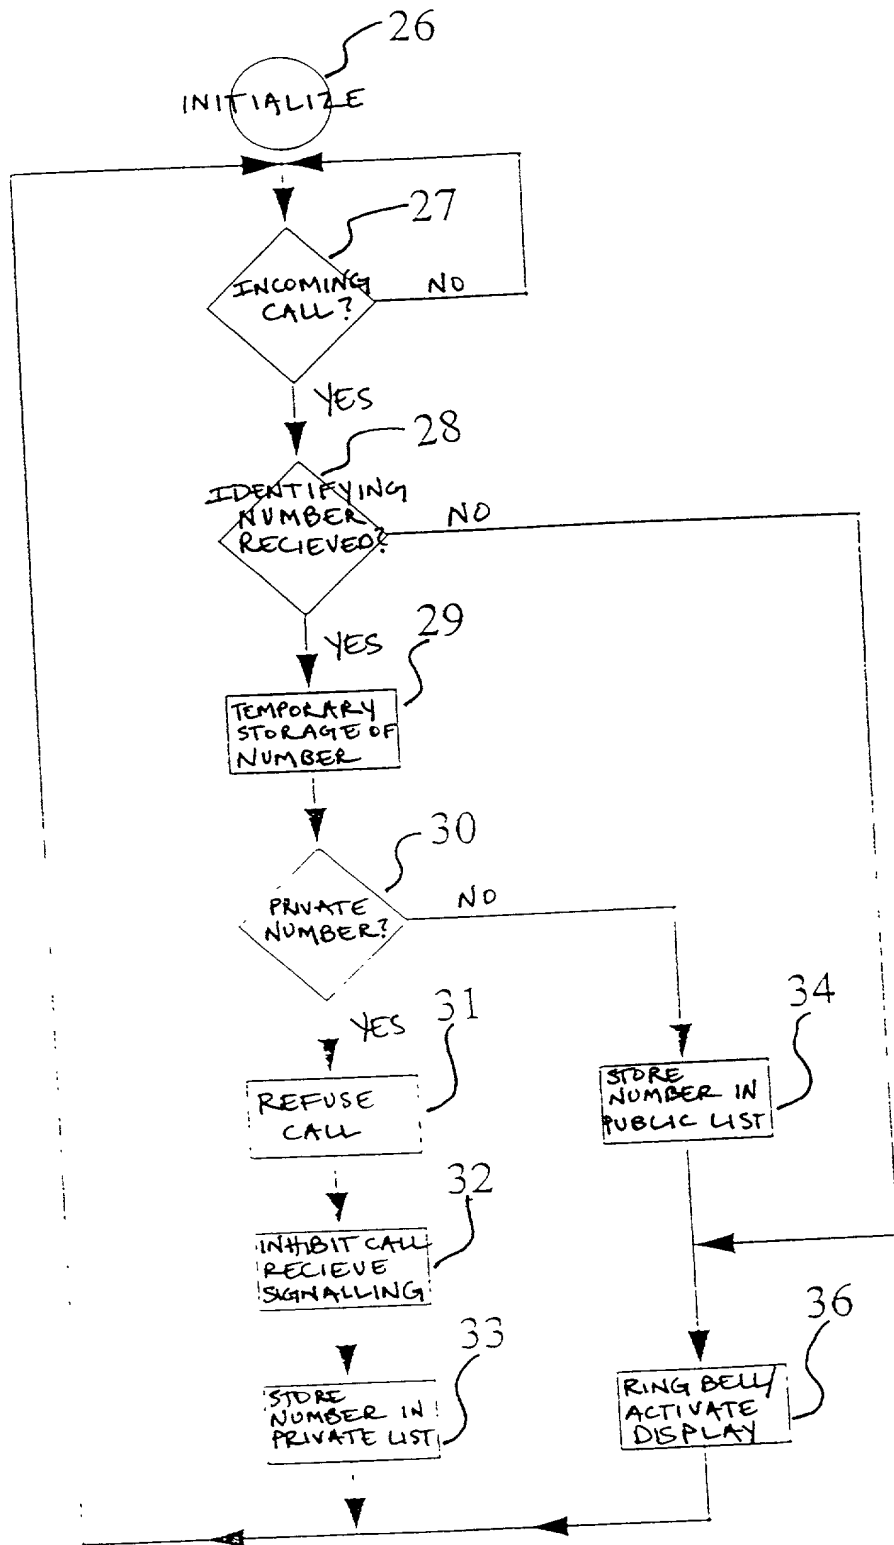 26
INITIALIZE
27
INCOMING
CALL?
NO
YES
28
IDENTIFYING
NUMBER
RECIEVED?
NO
YES
29
TEMPORARY
STORAGE OF
NUMBER
30
PRIVATE
NUMBER?
NO
YES
31
REFUSE
CALL
34
STORE
NUMBER IN
PUBLIC LIST
32
INHIBIT CALL
RECIEVE
SIGNALLING
33
STORE
NUMBER IN
PRIVATE LIST
36
RING BELL/
ACTIVATE
DISPLAY